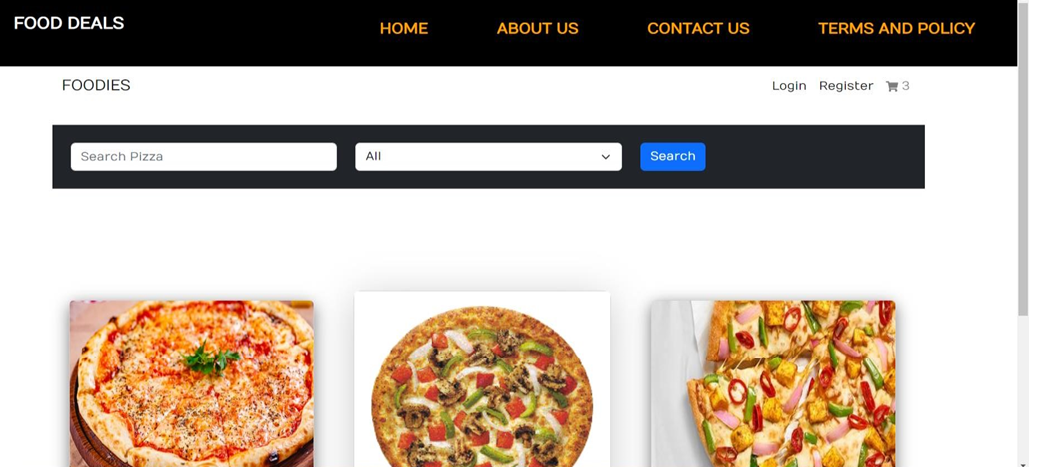 FOOD DEALS HOME ABOUT US CONTACT US TERMS AND POLICY
FOODIES Login Register 3
Search Pizza All Search